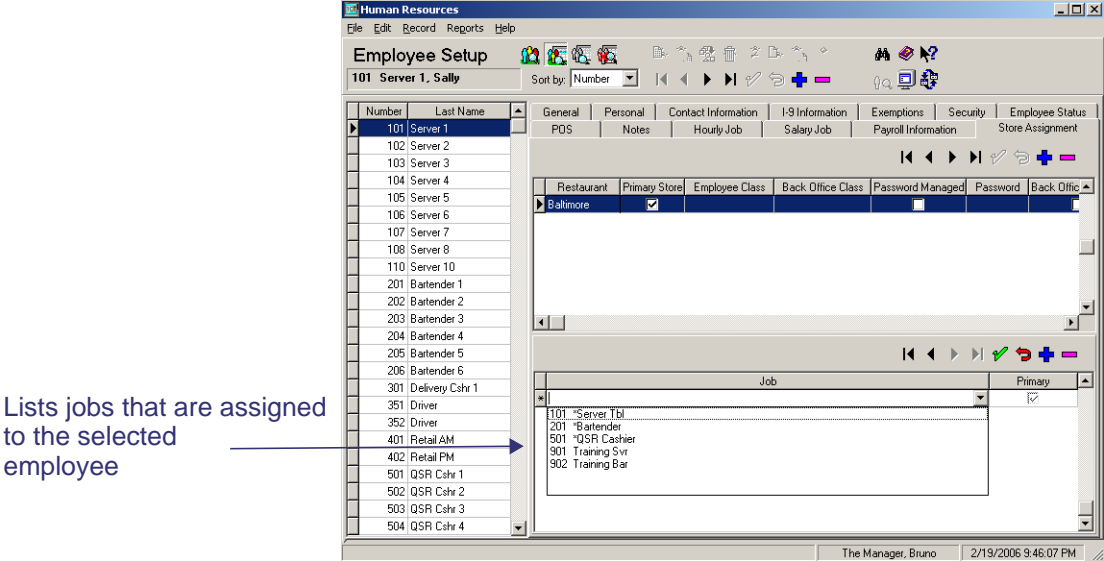 Human Resources
File Edit Record Reports Help
Employee Setup
101 Server 1, Sally
Sort by: Number
Number Last Name
101 Server 1
102 Server 2
103 Server 3
104 Server 4
105 Server 5
106 Server 6
107 Server 7
108 Server 8
110 Server 10
201 Bartender 1
202 Bartender 2
203 Bartender 3
204 Bartender 4
205 Bartender 5
206 Bartender 6
301 Delivery Cshr 1
351 Driver
352 Driver
401 Retail AM
402 Retail PM
501 QSR Cshr 1
502 QSR Cshr 2
503 QSR Cshr 3
504 QSR Cshr 4
General Personal Contact Information I-9 Information Exemptions Security Employee Status
POS Notes Hourly Job Salary Job Payroll Information Store Assignment
Restaurant Primary Store Employee Class Back Office Class Password Managed Password Back Offic
Baltimore
Job Primary
101 *Server Tbl
201 *Bartender
501 *QSR Cashier
901 Training Svr
902 Training Bar
Lists jobs that are assigned
to the selected
employee
The Manager, Bruno 2/19/2006 9:46:07 PM